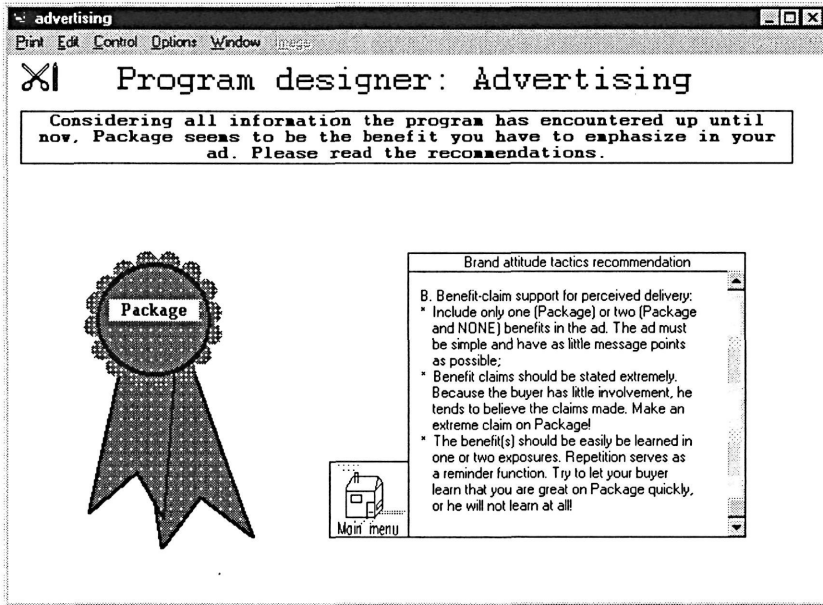 advertising
Print Edit Control Options Window Image
Program designer: Advertising
Considering all information the program has encountered up until
now, Package seems to be the benefit you have to emphasize in your
ad. Please read the recommendations.
Package
Brand attitude tactics recommendation
B. Benefit-claim support for perceived delivery:
* Include only one (Package) or two (Package
and NONE) benefits in the ad. The ad must
be simple and have as little message points
as possible;
* Benefit claims should be stated extremely.
Because the buyer has little involvement, he
tends to believe the claims made. Make an
extreme claim on Package!
* The benefit(s) should be easily be learned in
one or two exposures. Repetition serves as
a reminder function. Try to let your buyer
learn that you are great on Package quickly,
or he will not learn at all!
Main menu